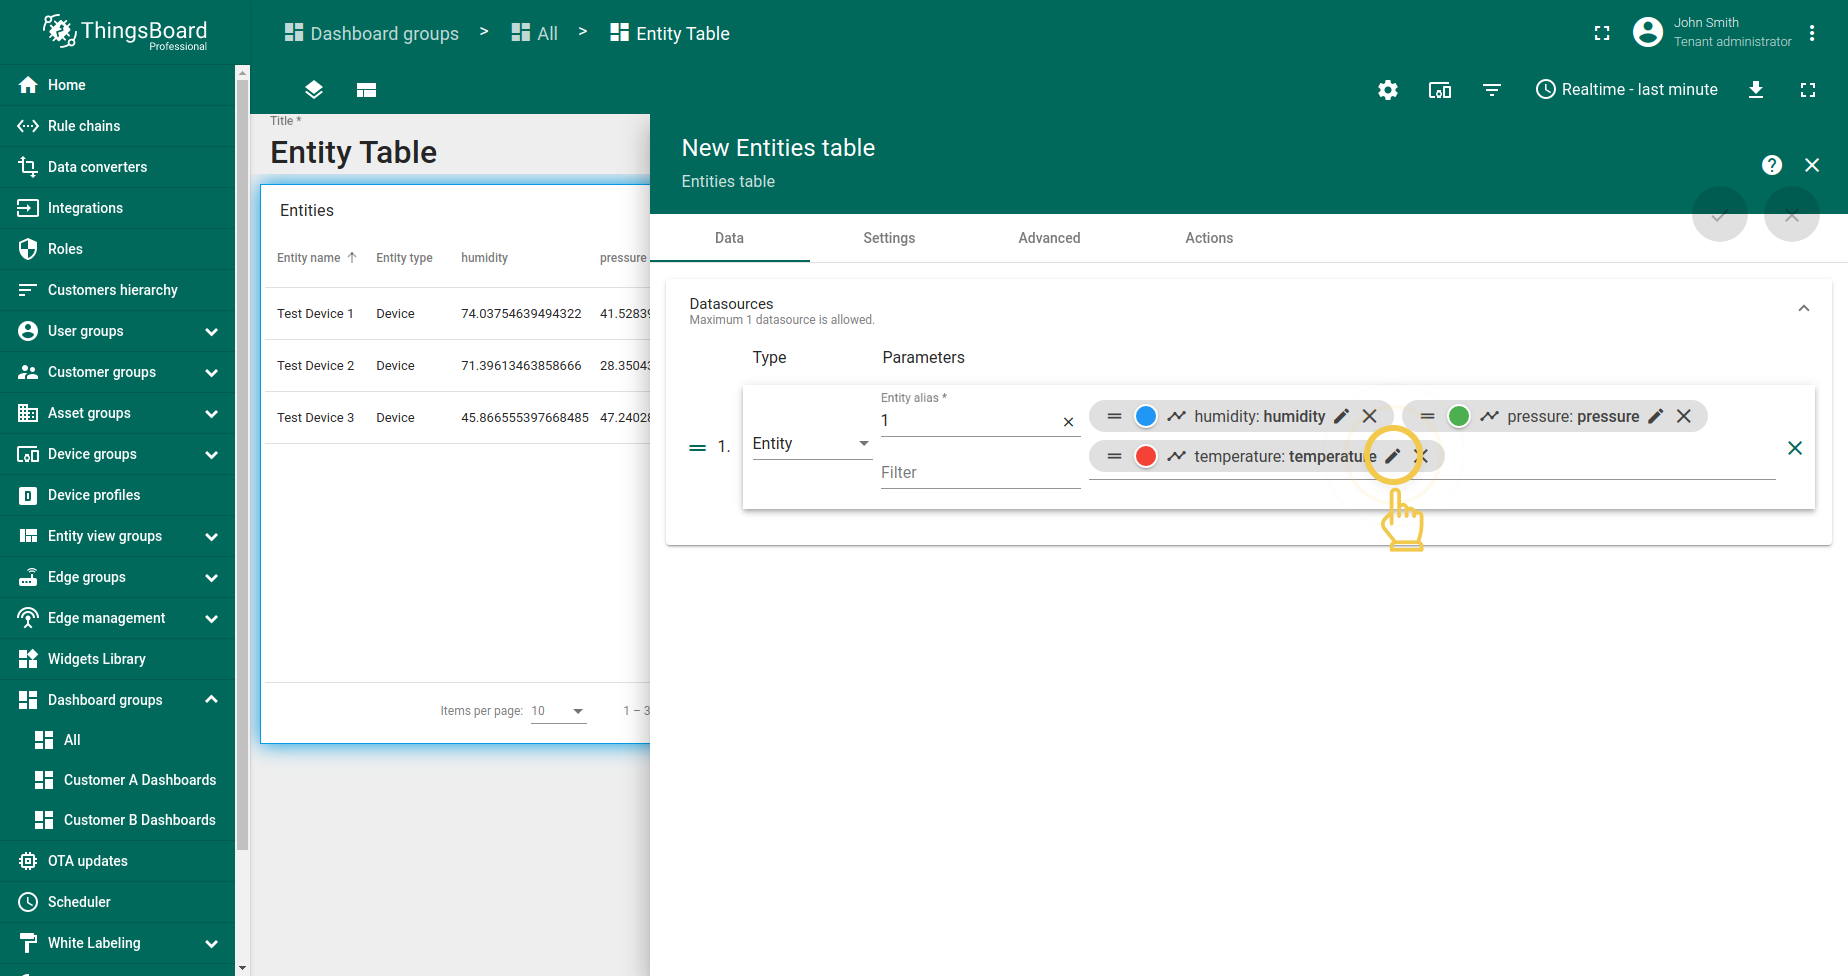 ThingsBoard
Professional
Dashboard groups > All > Entity Table
John Smith
Tenant administrator
Realtime - last minute
Home
Rule chains
Data converters
Integrations
Roles
Customers hierarchy
User groups
Customer groups
Asset groups
Device groups
Device profiles
Entity view groups
Edge groups
Edge management
Widgets Library
Dashboard groups
All
Customer A Dashboards
Customer B Dashboards
OTA updates
Scheduler
White Labeling
Title *
Entity Table
Entities
Entity name Entity type humidity pressure
Test Device 1 Device 74.03754639494322 41.52839
Test Device 2 Device 71.39613463858666 28.35043
Test Device 3 Device 45.866555397668485 47.24028
Items per page: 10 1 – 3
New Entities table
Entities table
Data Settings Advanced Actions
Datasources
Maximum 1 datasource is allowed.
Type Parameters
1.
Entity
Entity alias *
1
Filter
humidity: humidity
pressure: pressure
temperature: temperature